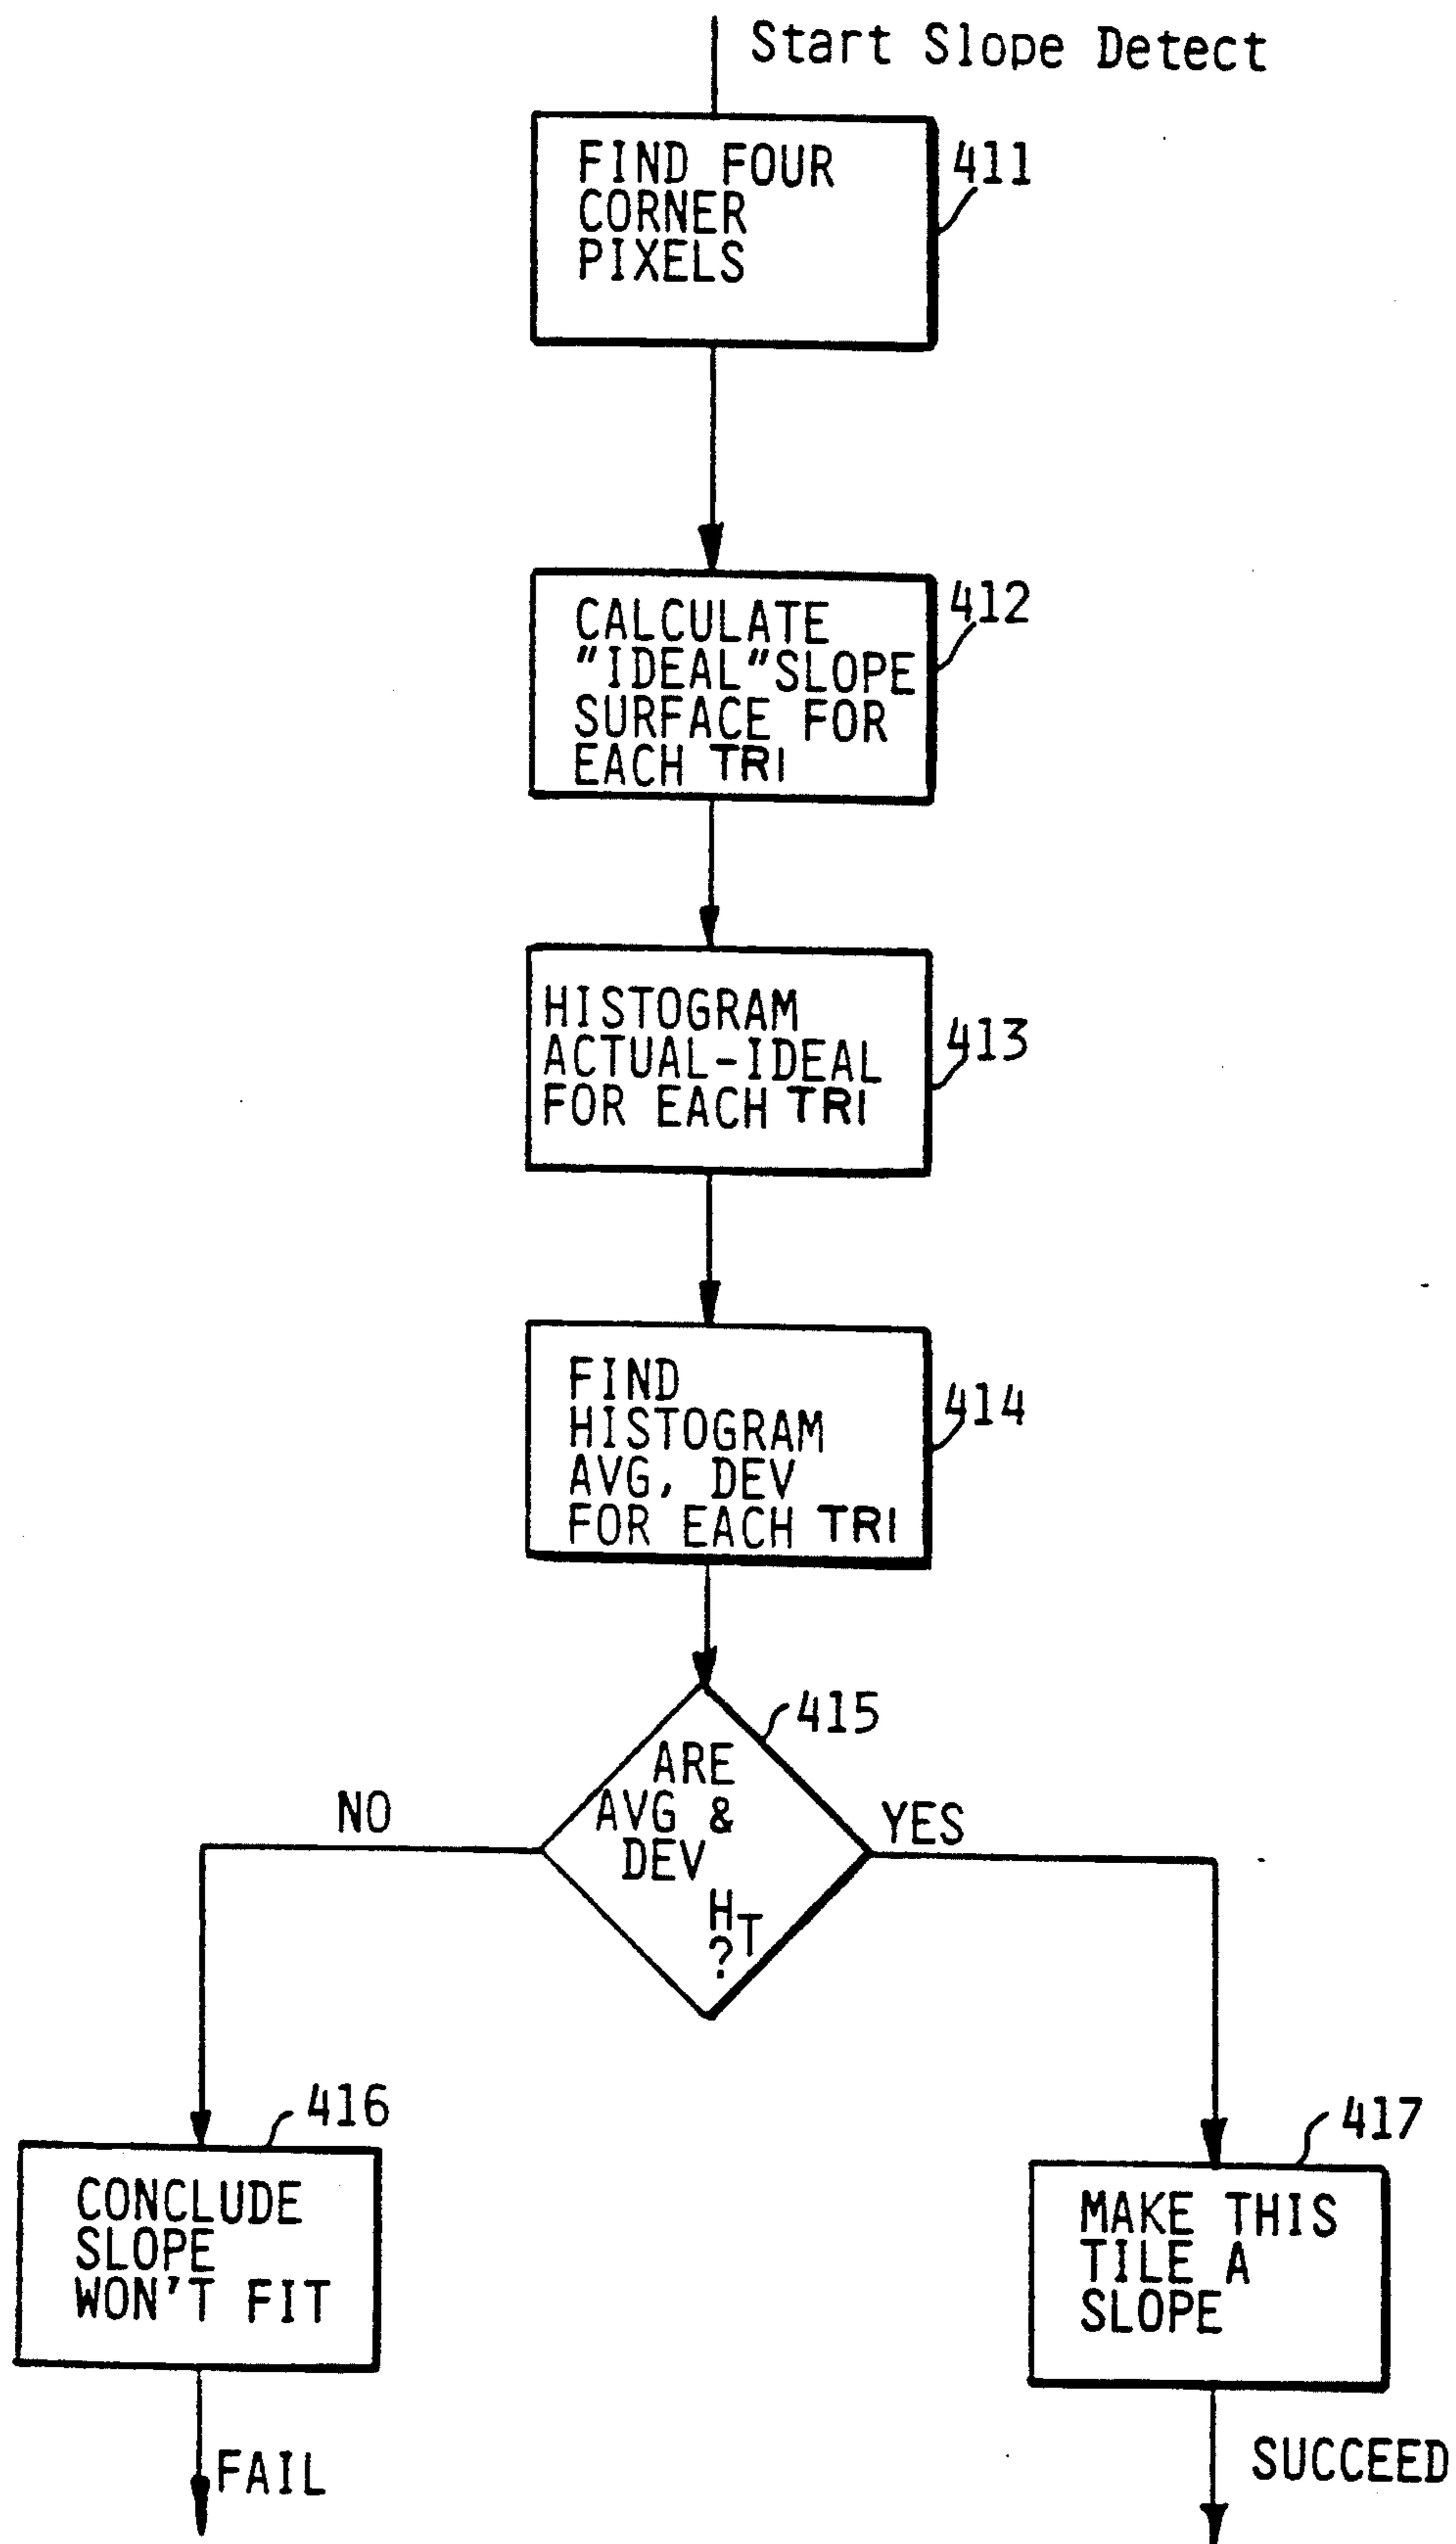 Start Slope Detect
FIND FOUR
CORNER
PIXELS
411
CALCULATE
"IDEAL"SLOPE
SURFACE FOR
EACH TRI
412
HISTOGRAM
ACTUAL-IDEAL
FOR EACH TRI
413
FIND
HISTOGRAM
AVG, DEV
FOR EACH TRI
414
415
ARE
AVG &
DEV
HT
?
NO
YES
416
CONCLUDE
SLOPE
WON'T FIT
417
MAKE THIS
TILE A
SLOPE
FAIL
SUCCEED